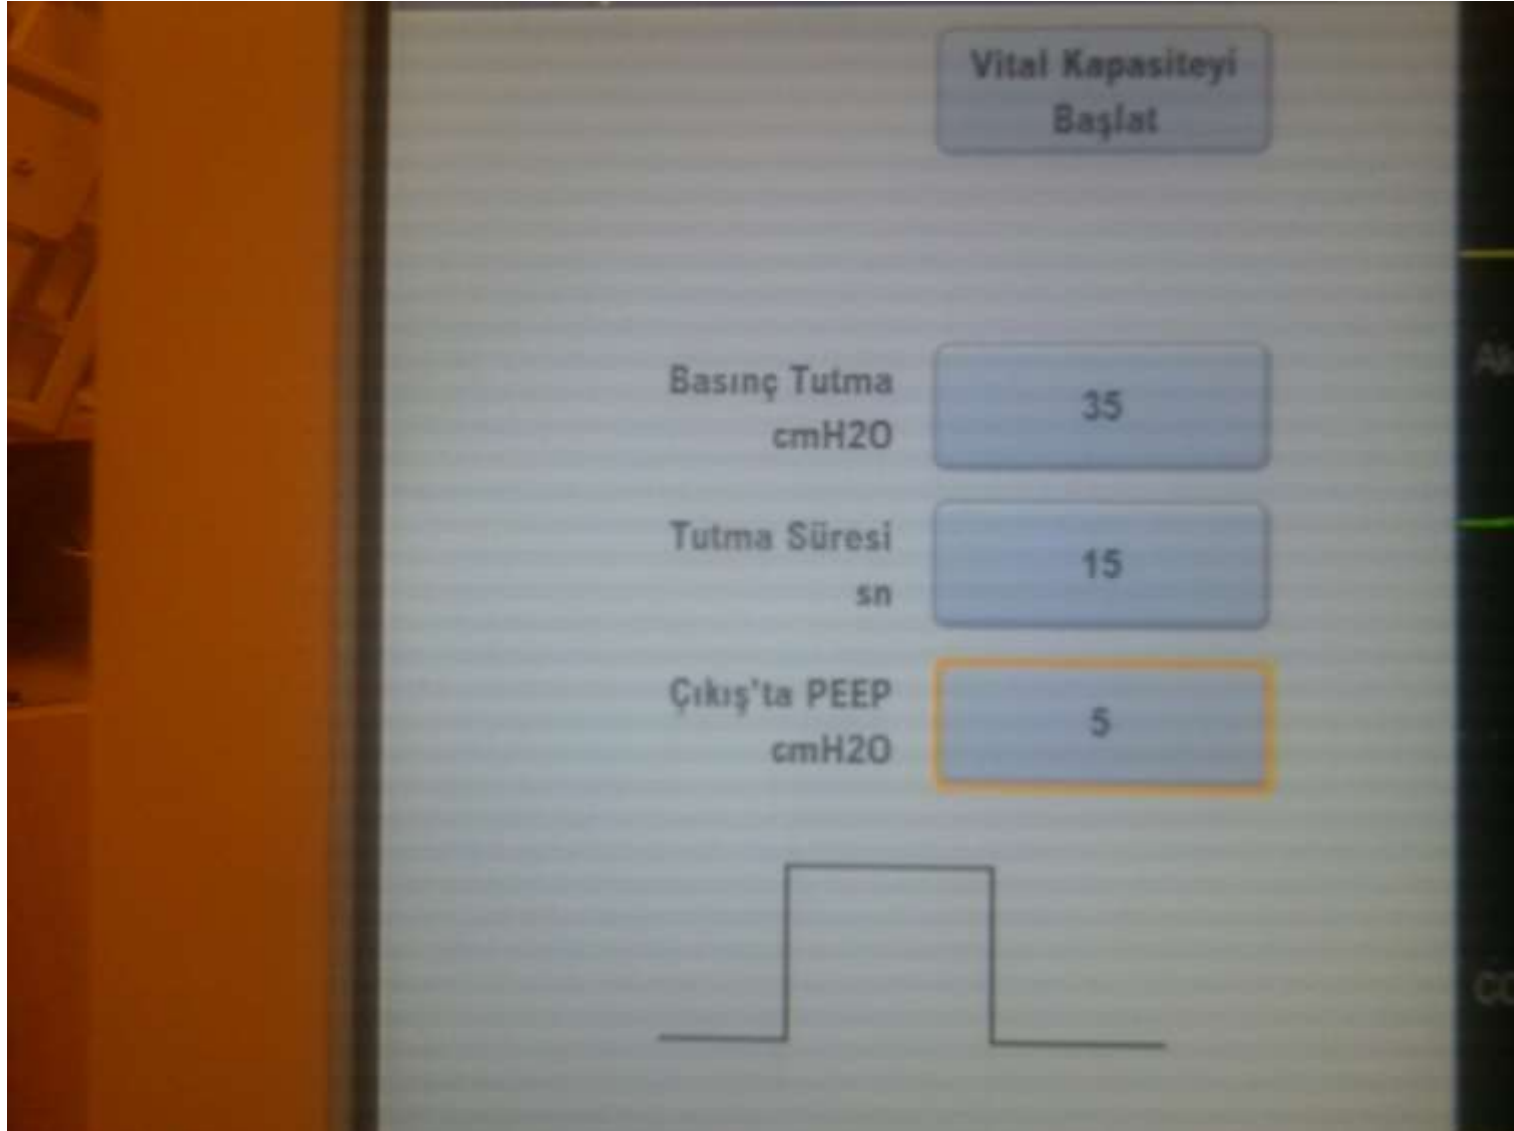 Vital Kapasiteyi
Başlat
Basınç Tutma
cmH2O
35
Tutma Süresi
sn
15
Çıkış'ta PEEP
cmH2O
5